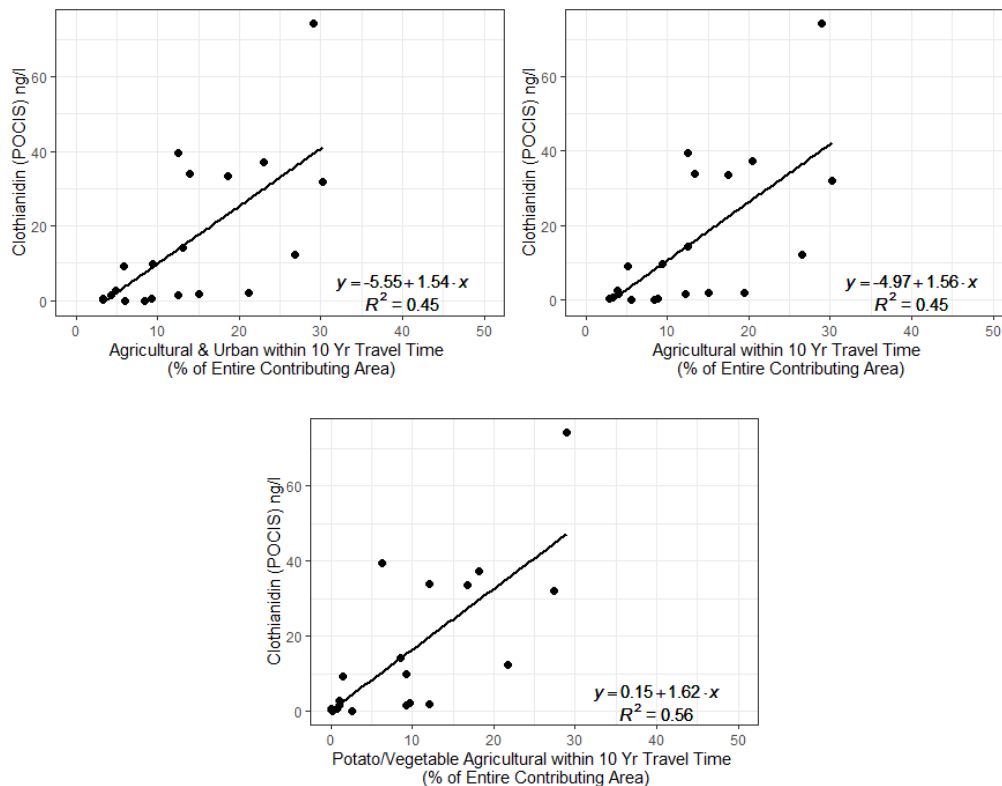 Clothianidin (POCIS) ng/l
60
40
20
0
y = -5.55 + 1.54 · x
R² = 0.45
0 10 20 30 40 50
Agricultural & Urban within 10 Yr Travel Time
(% of Entire Contributing Area)
Clothianidin (POCIS) ng/l
60
40
20
0
y = -4.97 + 1.56 · x
R² = 0.45
0 10 20 30 40 50
Agricultural within 10 Yr Travel Time
(% of Entire Contributing Area)
Clothianidin (POCIS) ng/l
60
40
20
0
y = 0.15 + 1.62 · x
R² = 0.56
0 10 20 30 40 50
Potato/Vegetable Agricultural within 10 Yr Travel Time
(% of Entire Contributing Area)